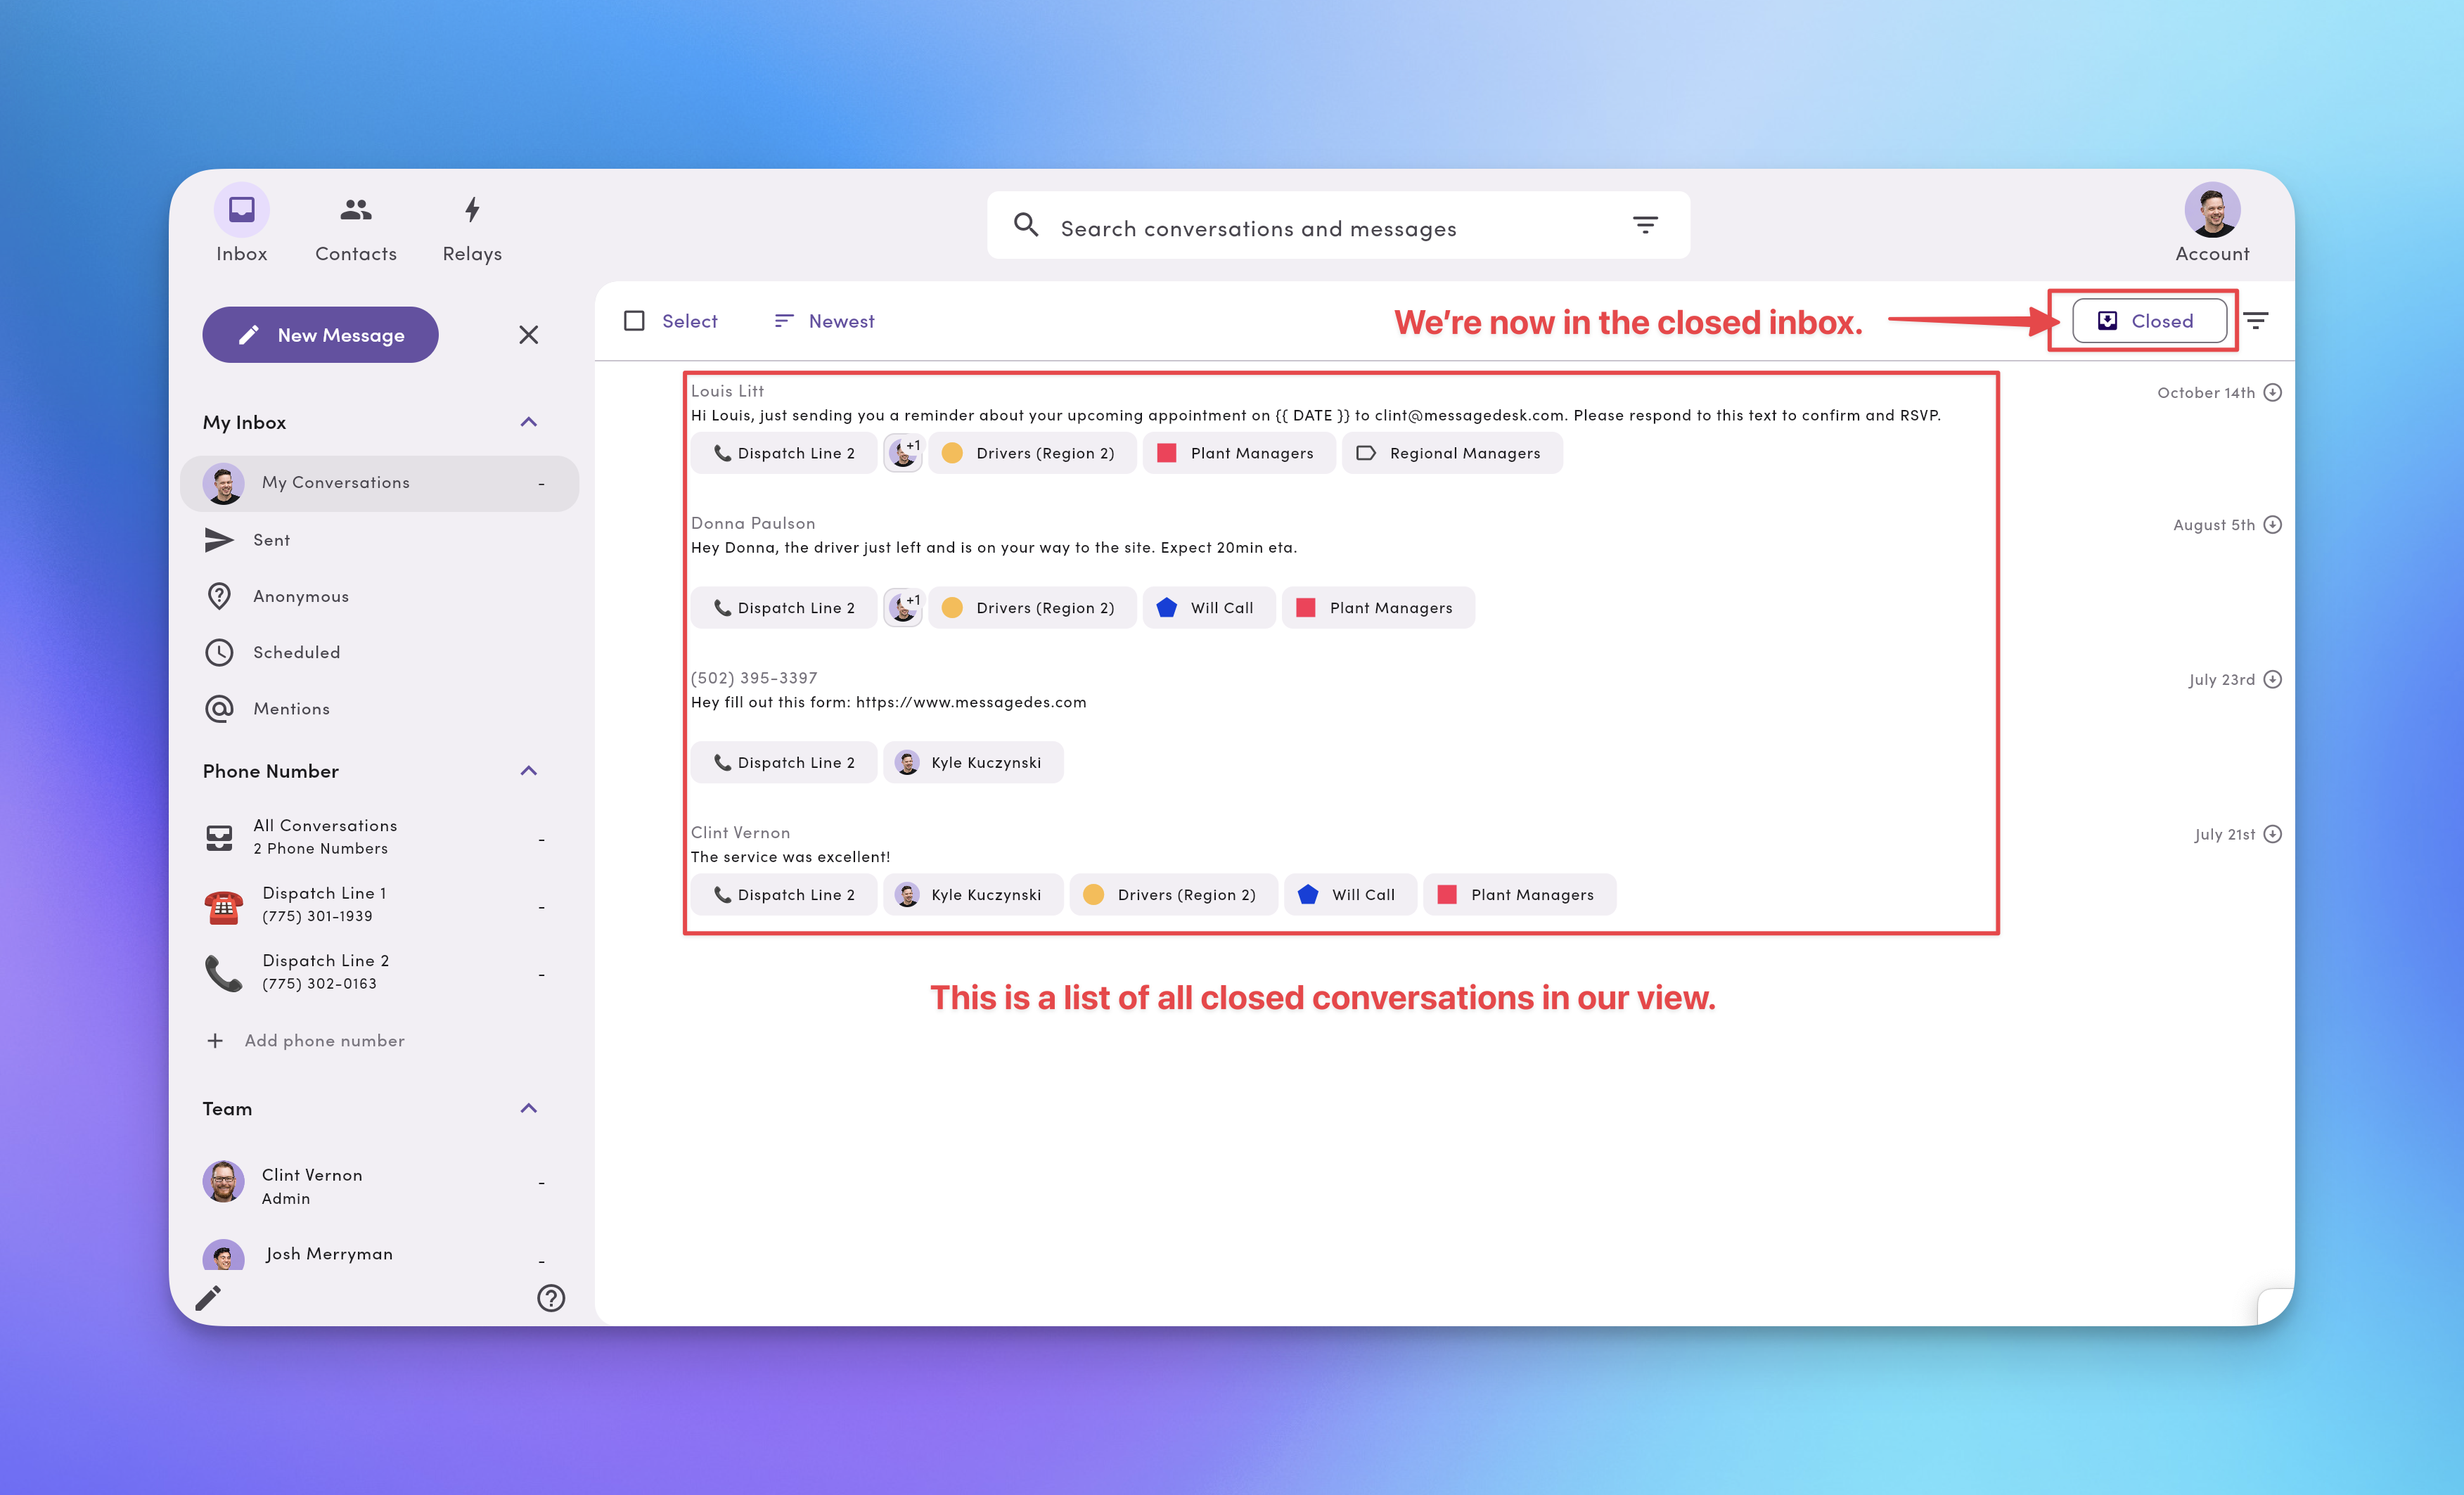 Inbox
Contacts
Relays
Search conversations and messages
Account
New Message
Select
Newest
We're now in the closed inbox.
Closed
My Inbox
My Conversations -
Sent
Anonymous
Scheduled
Mentions
Phone Number
All Conversations
2 Phone Numbers -
Dispatch Line 1
(775) 301-1939 -
Dispatch Line 2
(775) 302-0163 -
Add phone number
Team
Clint Vernon
Admin -
Josh Merryman -
Louis Litt
October 14th
Hi Louis, just sending you a reminder about your upcoming appointment on {{ DATE }} to clint@messagedesk.com. Please respond to this text to confirm and RSVP.
Dispatch Line 2 +1 Drivers (Region 2) Plant Managers Regional Managers
Donna Paulson
August 5th
Hey Donna, the driver just left and is on your way to the site. Expect 20min eta.
Dispatch Line 2 +1 Drivers (Region 2) Will Call Plant Managers
(502) 395-3397
July 23rd
Hey fill out this form: https://www.messagedes.com
Dispatch Line 2 Kyle Kuczynski
Clint Vernon
July 21st
The service was excellent!
Dispatch Line 2 Kyle Kuczynski Drivers (Region 2) Will Call Plant Managers
This is a list of all closed conversations in our view.